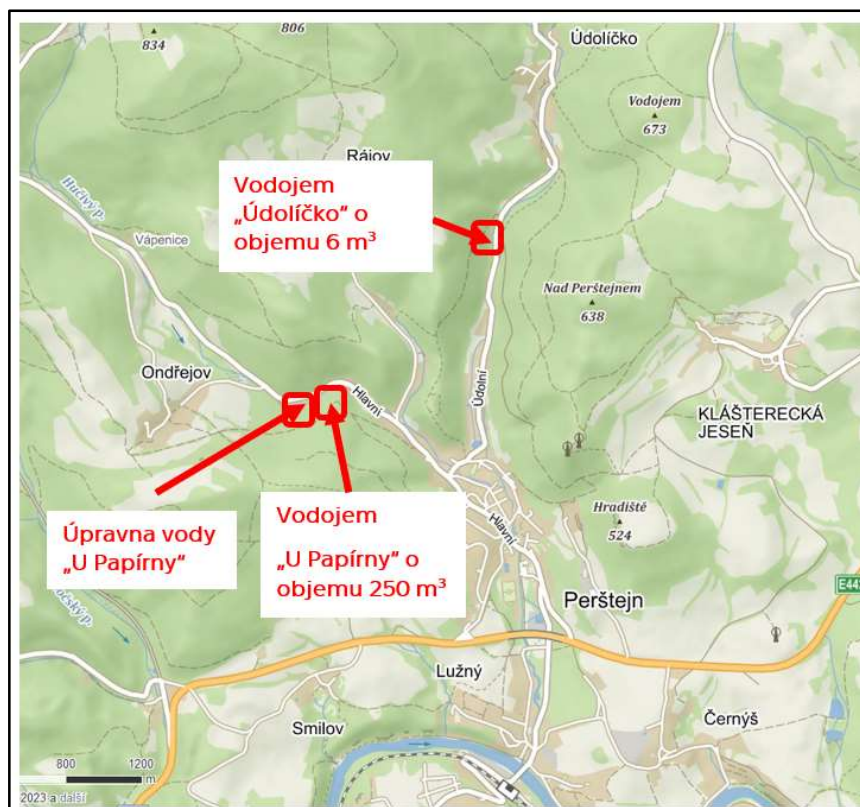 806
834
Údolíčko
Vodojem
673
Rájov
Vodojem
„Údolíčko“ o
objemu 6 m³
Hučivý p.
Vápenice
Nad Perštejnem
638
Ondřejov
Hlavní
Údolní
KLÁŠTERECKÁ
JESEŇ
Úpravna vody
„U Papírny“
Vodojem
„U Papírny“ o
objemu 250 m³
Hradiště
524
Hlavní
Perštejn
E442
Lužný
Smilov
Černýš
800 1200
m
2023 a další